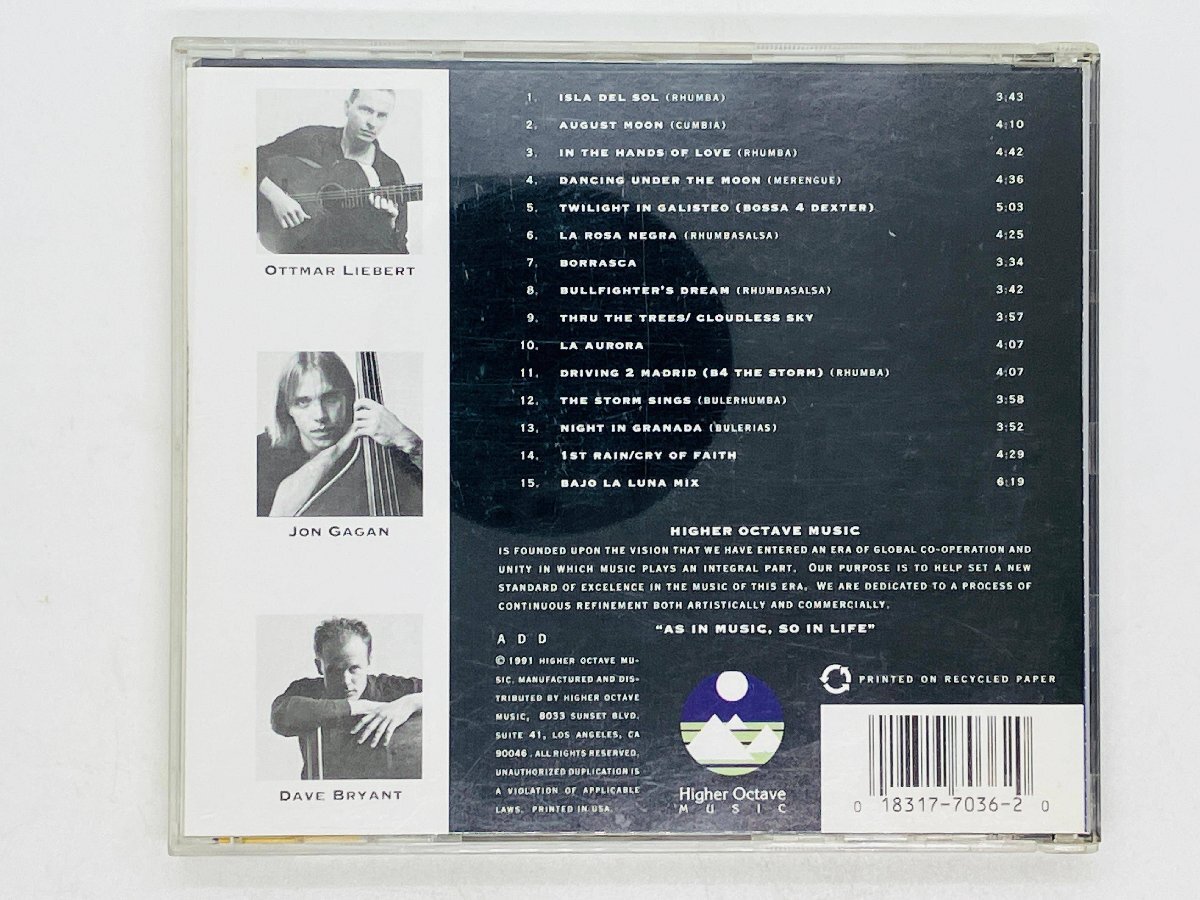 OTTMAR LIEBERT
JON GAGAN
DAVE BRYANT
1. ISLA DEL SOL (RHUMBA) 3:43
2. AUGUST MOON (CUMBIA) 4:10
3. IN THE HANDS OF LOVE (RHUMBA) 4:42
4. DANCING UNDER THE MOON (MERENGUE) 4:36
5. TWILIGHT IN GALISTEO (BOSSA 4 DEXTER) 5:03
6. LA ROSA NEGRA (RHUMBASALSA) 4:25
7. BORRASCA 3:34
8. BULLFIGHTER'S DREAM (RHUMBASALSA) 3:42
9. THRU THE TREES/ CLOUDLESS SKY 3:57
10. LA AURORA 4:07
11. DRIVING 2 MADRID (B4 THE STORM) (RHUMBA) 4:07
12. THE STORM SINGS (BULERHUMBA) 3:58
13. NIGHT IN GRANADA (BULERIAS) 3:52
14. 1ST RAIN/CRY OF FAITH 4:29
15. BAJO LA LUNA MIX 6:19
HIGHER OCTAVE MUSIC
IS FOUNDED UPON THE VISION THAT WE HAVE ENTERED AN ERA OF GLOBAL CO-OPERATION AND
UNITY IN WHICH MUSIC PLAYS AN INTEGRAL PART. OUR PURPOSE IS TO HELP SET A NEW
STANDARD OF EXCELENCE IN THE MUSIC OF THIS ERA. WE ARE DEDICATED TO A PROCESS OF
CONTINUOUS REFINEMENT BOTH ARTISTICALLY AND COMMERCIALLY.
"AS IN MUSIC, SO IN LIFE"
A D D
© 1991 HIGHER OCTAVE MU-
SIC. MANUFACTURED AND DIS-
TRIBUTED BY HIGHER OCTAVE
MUSIC, 8033 SUNSET BLVD.
SUITE 41, LOS ANGELES, CA
90046. ALL RIGHTS RESERVED.
UNAUTHORIZED DUPLICATION IS
A VIOLATION OF APPLICABLE
LAWS. PRINTED IN USA.
Higher Octave
MUSIC
PRINTED ON RECYCLED PAPER
0 18317-7036-2 0